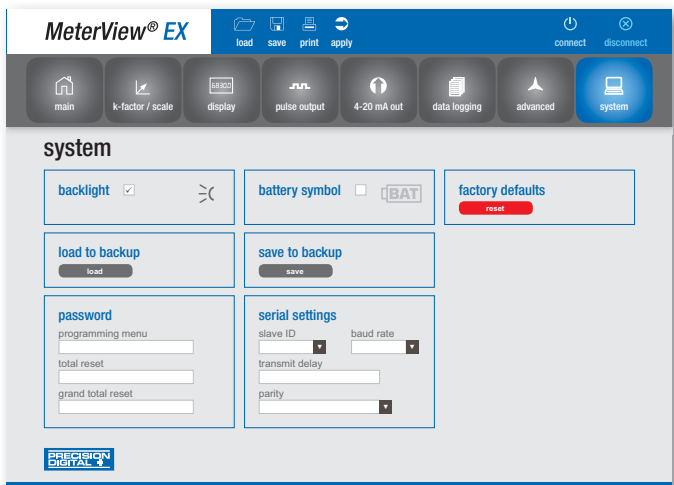 MeterView® EX
load save print apply
connect disconnect
main k-factor / scale display pulse output 4-20 mA out data logging advanced system
system
backlight
battery symbol BAT
factory defaults
reset
load to backup
load
save to backup
save
password
programming menu
total reset
grand total reset
serial settings
slave ID baud rate
transmit delay
parity
PRECISION
DIGITAL